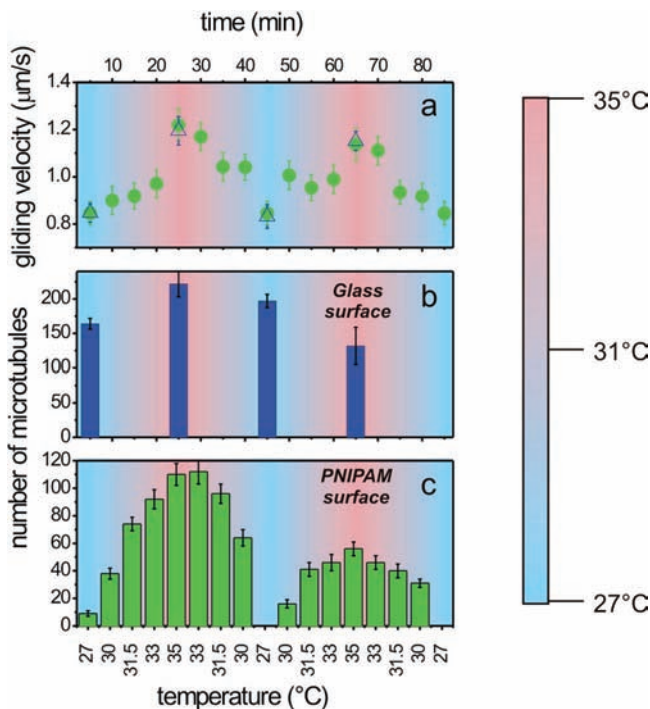 time (min)
10 20 30 40 50 60 70 80
gliding velocity (μm/s)
1.4
1.2
1.0
0.8
a
number of microtubules
200
150
100
50
0
Glass
surface
b
120
100
80
60
40
20
0
PNIPAM
surface
c
27 30 31.5 33 35 33 31.5 30 27 30 31.5 33 35 33 31.5 30 27
temperature (°C)
35°C
31°C
27°C